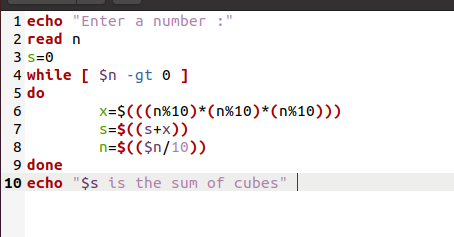 1 echo "Enter a number :"
2 read n
3 s=0
4 while [ $n -gt 0 ]
5 do
6 x=$(((n%10)*(n%10)*(n%10)))
7 s=$((s+x))
8 n=$(($n/10))
9 done
10 echo "$s is the sum of cubes"